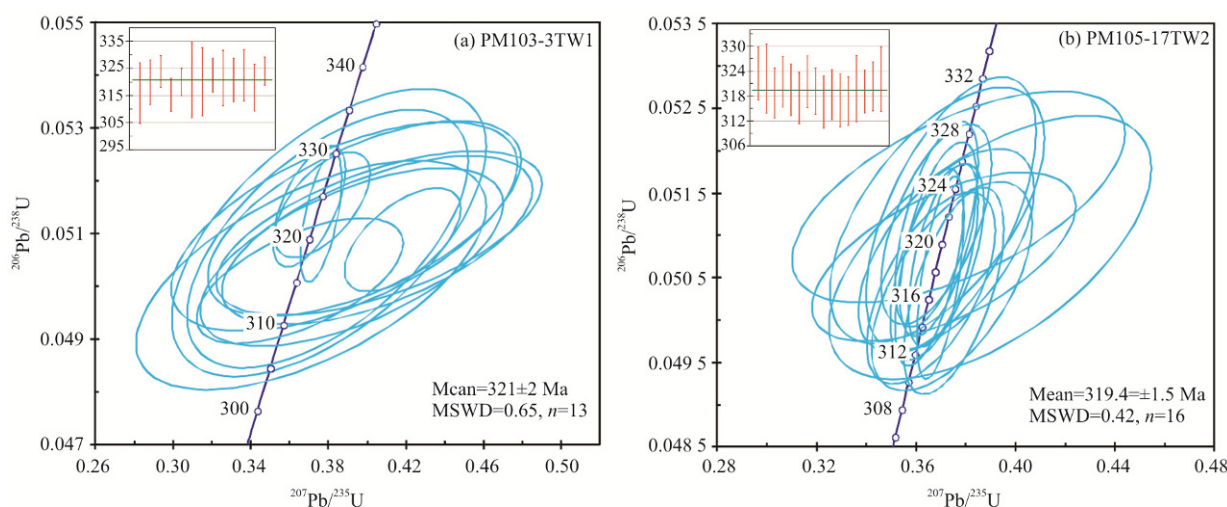 (a) PM103-3TW1
0.055
0.053
0.051
0.049
0.047
206Pb/238U
335
325
315
305
295
340
330
320
310
300
Mcan=321±2 Ma
MSWD=0.65, n=13
0.26 0.30 0.34 0.38 0.42 0.46 0.50
207Pb/235U
(b) PM105-17TW2
0.053 5
0.052 5
0.051 5
0.050 5
0.049 5
0.048 5
206Pb/238U
330
324
318
312
306
332
328
324
320
316
312
308
Mean=319.4=±1.5 Ma
MSWD=0.42, n=16
0.28 0.32 0.36 0.40 0.44 0.48
207Pb/235U